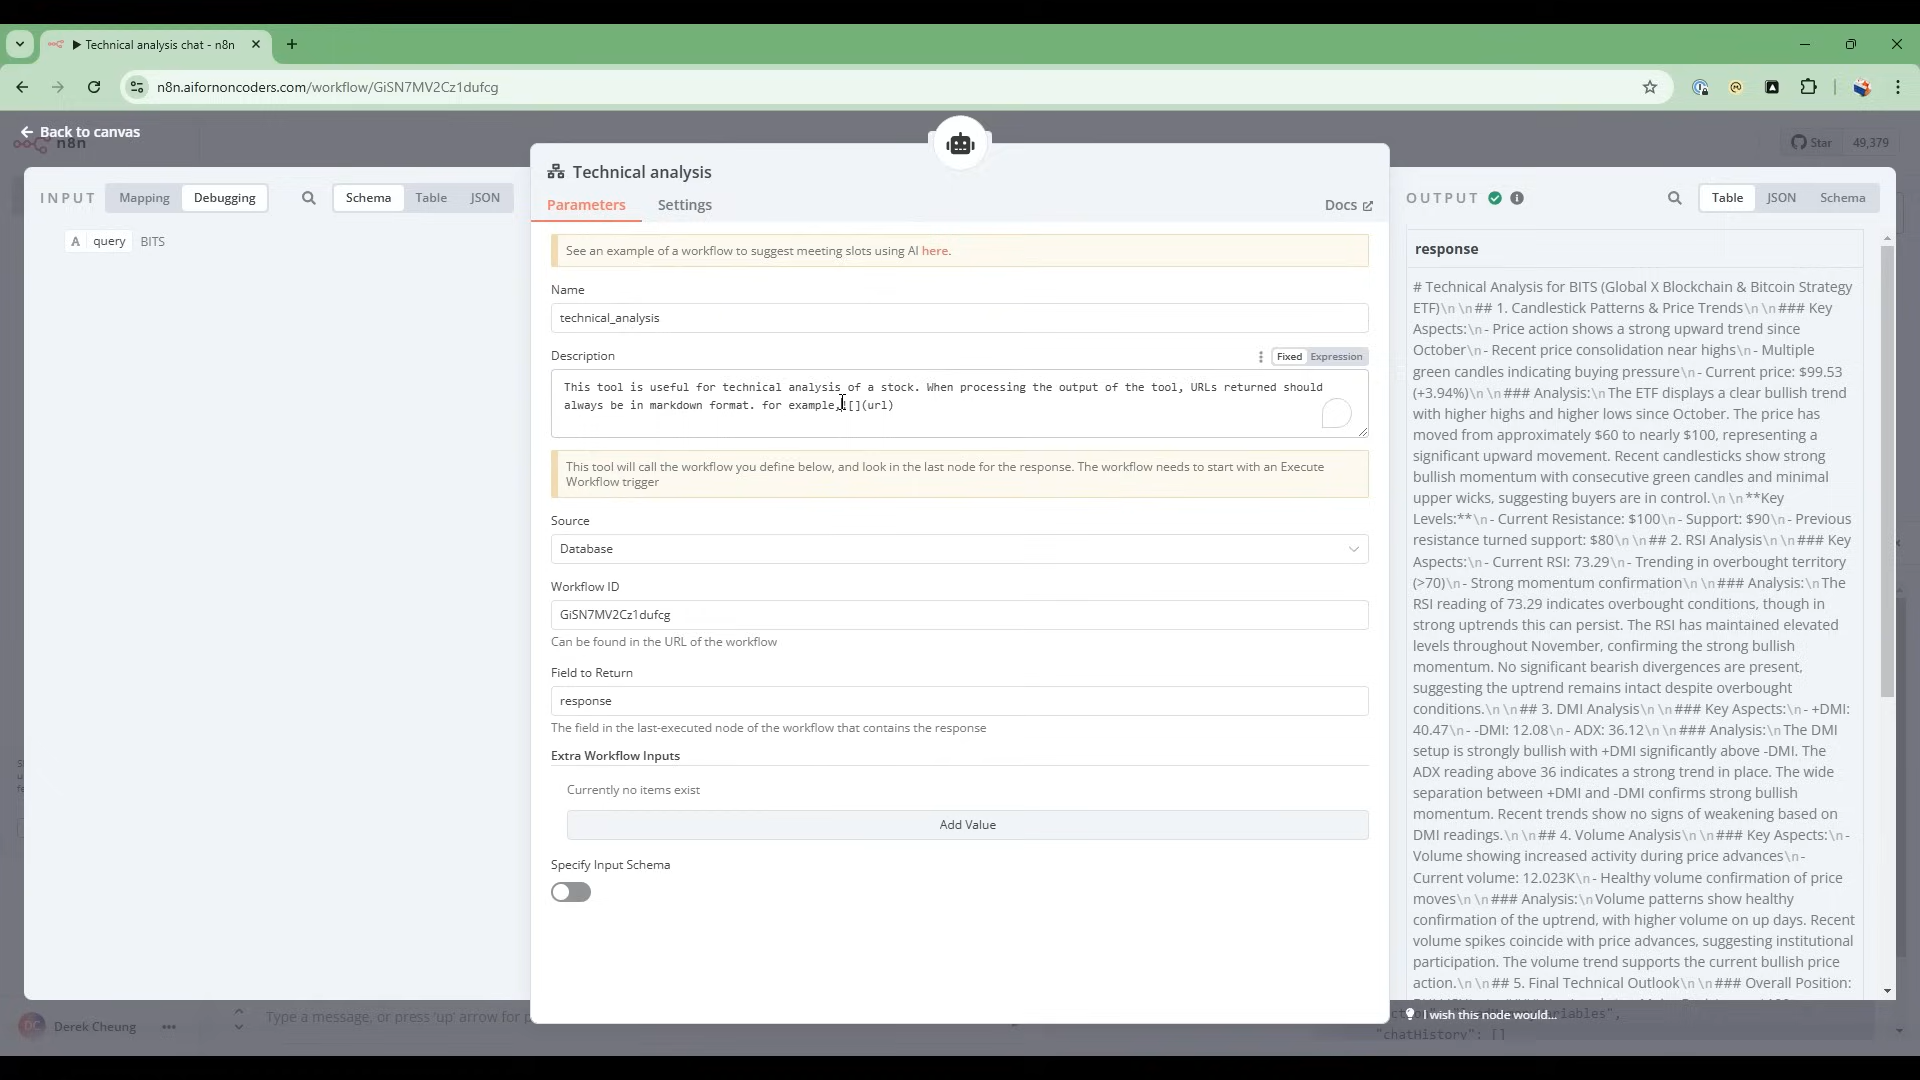 Technical analysis chat - n8n
n8n.aifornoncoders.com/workflow/GiSN7MV2Cz1dufcg
Back to canvas
n8n
Star 49,379
INPUT Mapping Debugging Schema Table JSON
A query BITS
Technical analysis
Parameters Settings Docs
See an example of a workflow to suggest meeting slots using AI here.
Name
technical_analysis
Description Fixed Expression
This tool is useful for technical analysis of a stock. When processing the output of the tool, URLs returned should
always be in markdown format. for example,![](url)
This tool will call the workflow you define below, and look in the last node for the response. The workflow needs to start with an Execute
Workflow trigger
Source
Database
Workflow ID
GiSN7MV2Cz1dufcg
Can be found in the URL of the workflow
Field to Return
response
The field in the last-executed node of the workflow that contains the response
Extra Workflow Inputs
Currently no items exist
Add Value
Specify Input Schema
OUTPUT Table JSON Schema
response
# Technical Analysis for BITS (Global X Blockchain & Bitcoin Strategy
ETF)\n\n## 1. Candlestick Patterns & Price Trends\n\n### Key
Aspects:\n- Price action shows a strong upward trend since
October\n- Recent price consolidation near highs\n- Multiple
green candles indicating buying pressure\n- Current price: $99.53
(+3.94%)\n\n### Analysis:\nThe ETF displays a clear bullish trend
with higher highs and higher lows since October. The price has
moved from approximately $60 to nearly $100, representing a
significant upward movement. Recent candlesticks show strong
bullish momentum with consecutive green candles and minimal
upper wicks, suggesting buyers are in control.\n\n**Key
Levels:**\n- Current Resistance: $100\n- Support: $90\n- Previous
resistance turned support: $80\n\n## 2. RSI Analysis\n\n### Key
Aspects:\n- Current RSI: 73.29\n- Trending in overbought territory
(>70)\n- Strong momentum confirmation\n\n### Analysis:\nThe
RSI reading of 73.29 indicates overbought conditions, though in
strong uptrends this can persist. The RSI has maintained elevated
levels throughout November, confirming the strong bullish
momentum. No significant bearish divergences are present,
suggesting the uptrend remains intact despite overbought
conditions.\n\n## 3. DMI Analysis\n\n### Key Aspects:\n- +DMI:
40.47\n- -DMI: 12.08\n- ADX: 36.12\n\n### Analysis:\nThe DMI
setup is strongly bullish with +DMI significantly above -DMI. The
ADX reading above 36 indicates a strong trend in place. The wide
separation between +DMI and -DMI confirms strong bullish
momentum. Recent trends show no signs of weakening based on
DMI readings.\n\n## 4. Volume Analysis\n\n### Key Aspects:\n-
Volume showing increased activity during price advances\n-
Current volume: 12.023K\n- Healthy volume confirmation of price
moves\n\n### Analysis:\nVolume patterns show healthy
confirmation of the uptrend, with higher volume on up days. Recent
volume spikes coincide with price advances, suggesting institutional
participation. The volume trend supports the current bullish price
action.\n\n## 5. Final Technical Outlook\n\n### Overall Position:
I wish this node would...
"chatHistory": []
DC Derek Cheung
Type a message, or press 'up' arrow for